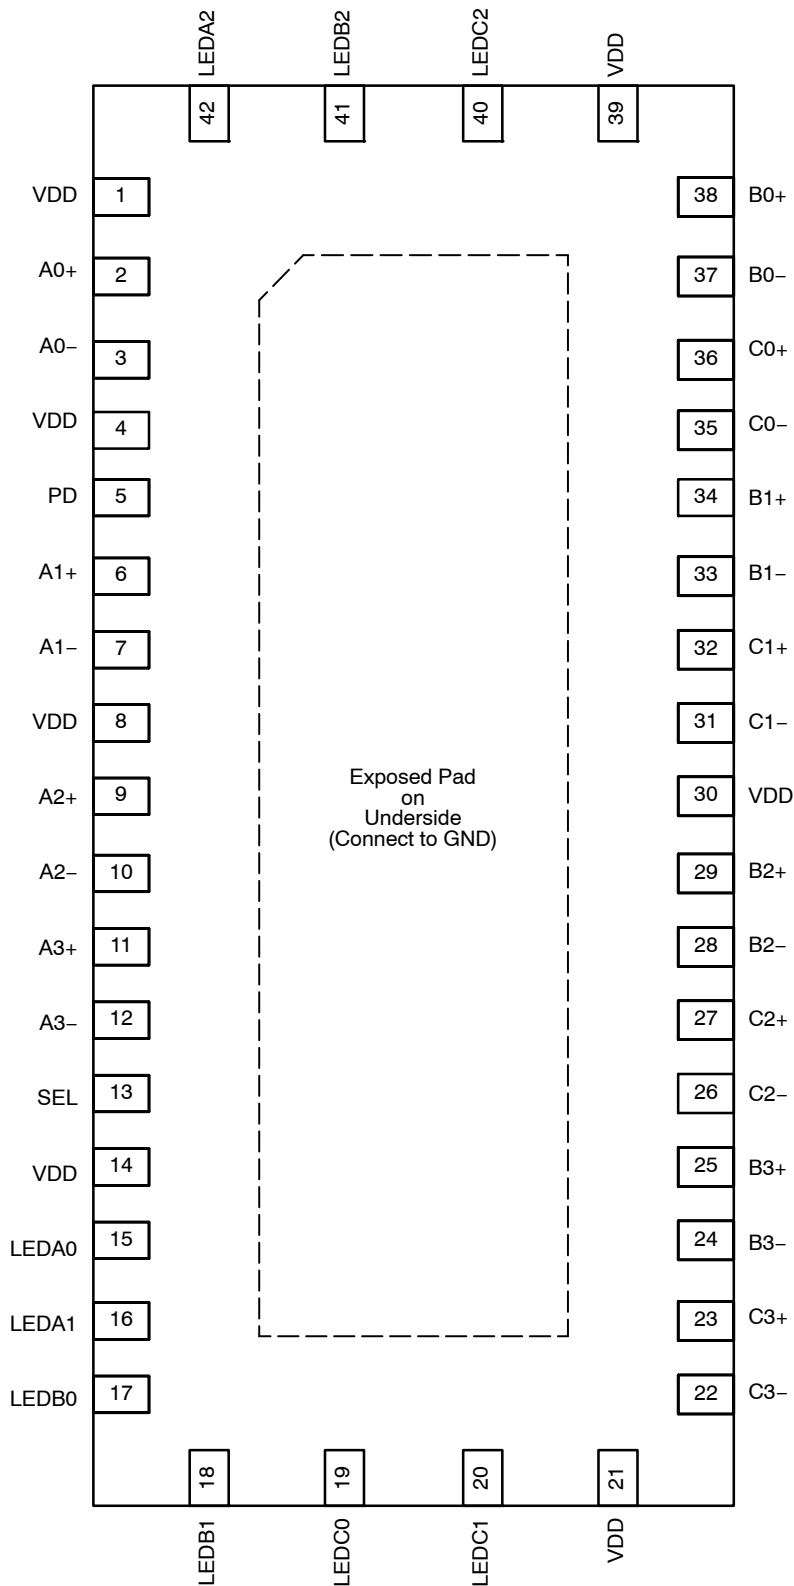 LEDA2
LEDB2
LEDC2
VDD
42
41
40
39
VDD 1
38 B0+
A0+ 2
37 B0−
A0− 3
36 C0+
VDD 4
35 C0−
PD 5
34 B1+
A1+ 6
33 B1−
A1− 7
32 C1+
VDD 8
31 C1−
Exposed Pad
on
Underside
(Connect to GND)
A2+ 9
30 VDD
A2− 10
29 B2+
A3+ 11
28 B2−
A3− 12
27 C2+
SEL 13
26 C2−
VDD 14
25 B3+
LEDA0 15
24 B3−
LEDA1 16
23 C3+
LEDB0 17
22 C3−
18
19
20
21
LEDB1
LEDC0
LEDC1
VDD